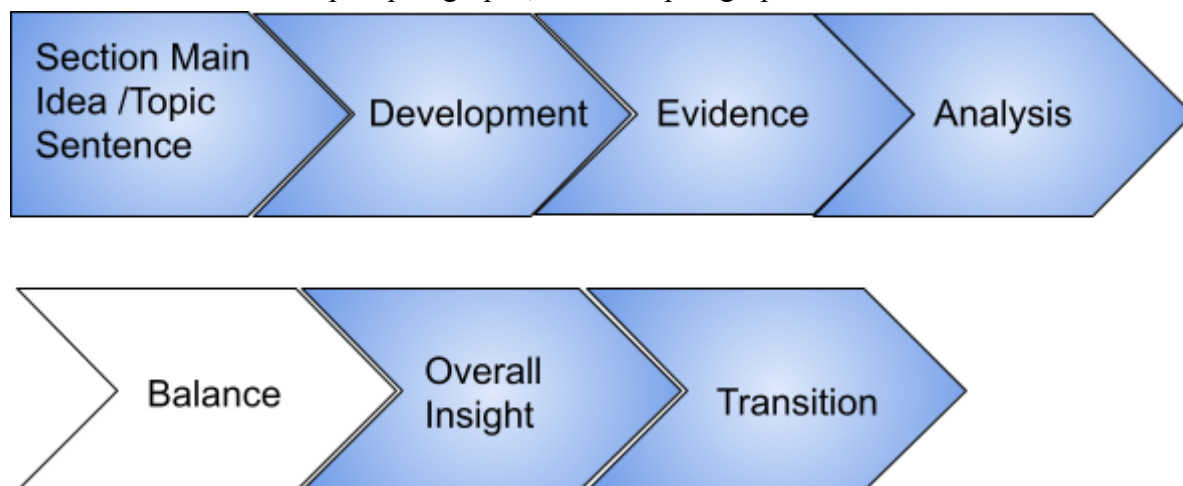 Section Main
Idea /Topic
Sentence
Development
Evidence
Analysis
Balance
Overall
Insight
Transition